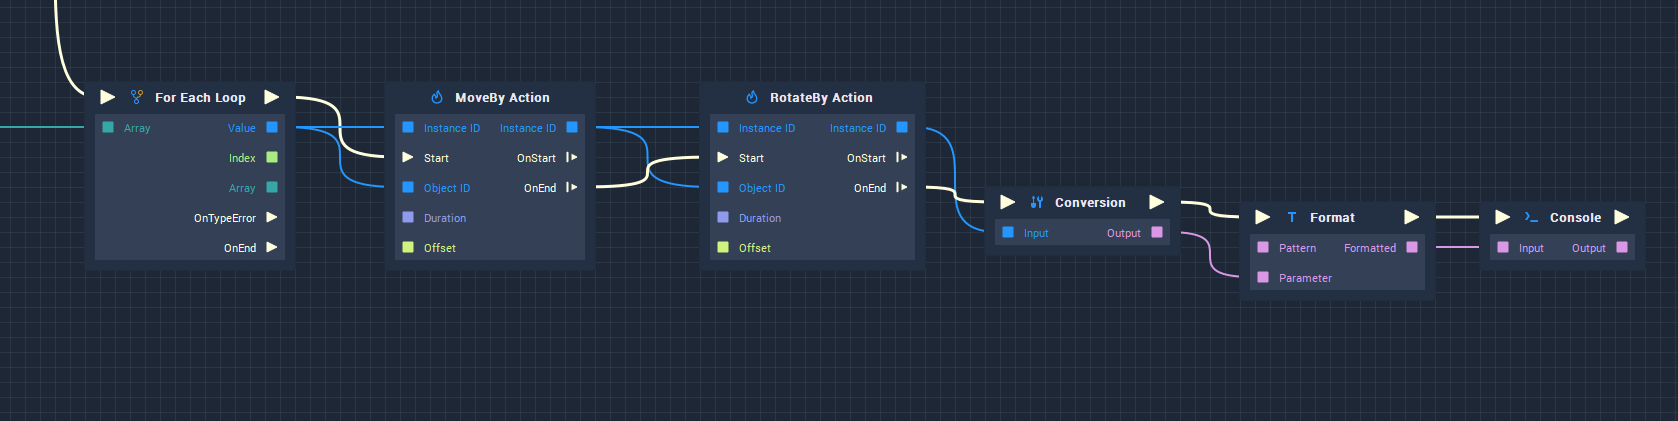 For Each Loop
Array Value
Index
Array
OnTypeError
OnEnd
MoveBy Action
Instance ID Instance ID
Start OnStart
Object ID OnEnd
Duration
Offset
RotateBy Action
Instance ID Instance ID
Start OnStart
Object ID OnEnd
Duration
Offset
Conversion
Input Output
Format
Pattern Formatted
Parameter
Console
Input Output